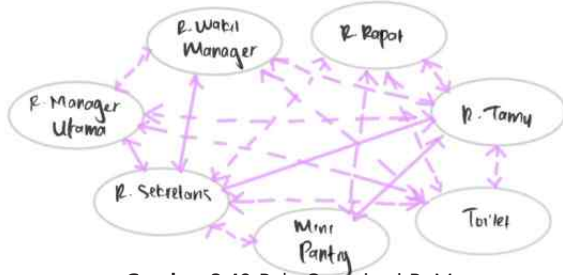 R. Wakil
Manager
R. Rapat
R. Manager
Utama
R. Tamu
R. Sekretaris
Mini
Pantry
Toilet